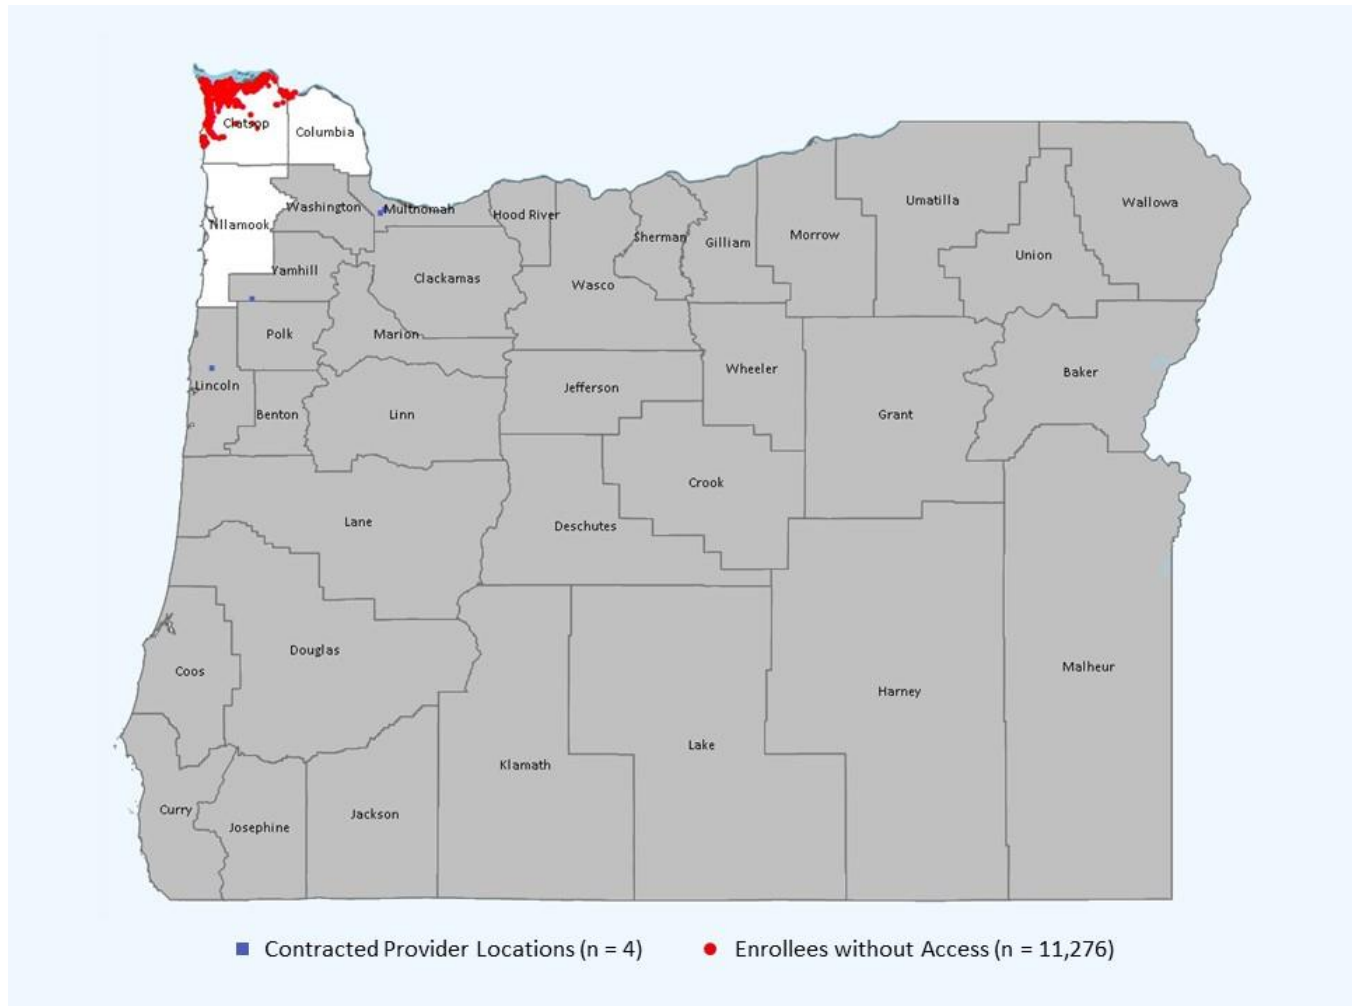 Clatsop
Columbia
Washington
Multnomah
Hood River
Tillamook
Umatilla
Wallowa
Sherman
Gilliam
Morrow
Union
Yamhill
Clackamas
Wasco
Polk
Marion
Wheeler
Baker
Lincoln
Jefferson
Benton
Linn
Grant
Crook
Lane
Deschutes
Douglas
Coos
Malheur
Harney
Lake
Klamath
Curry
Jackson
Josephine
Contracted Provider Locations (n = 4)
Enrollees without Access (n = 11,276)